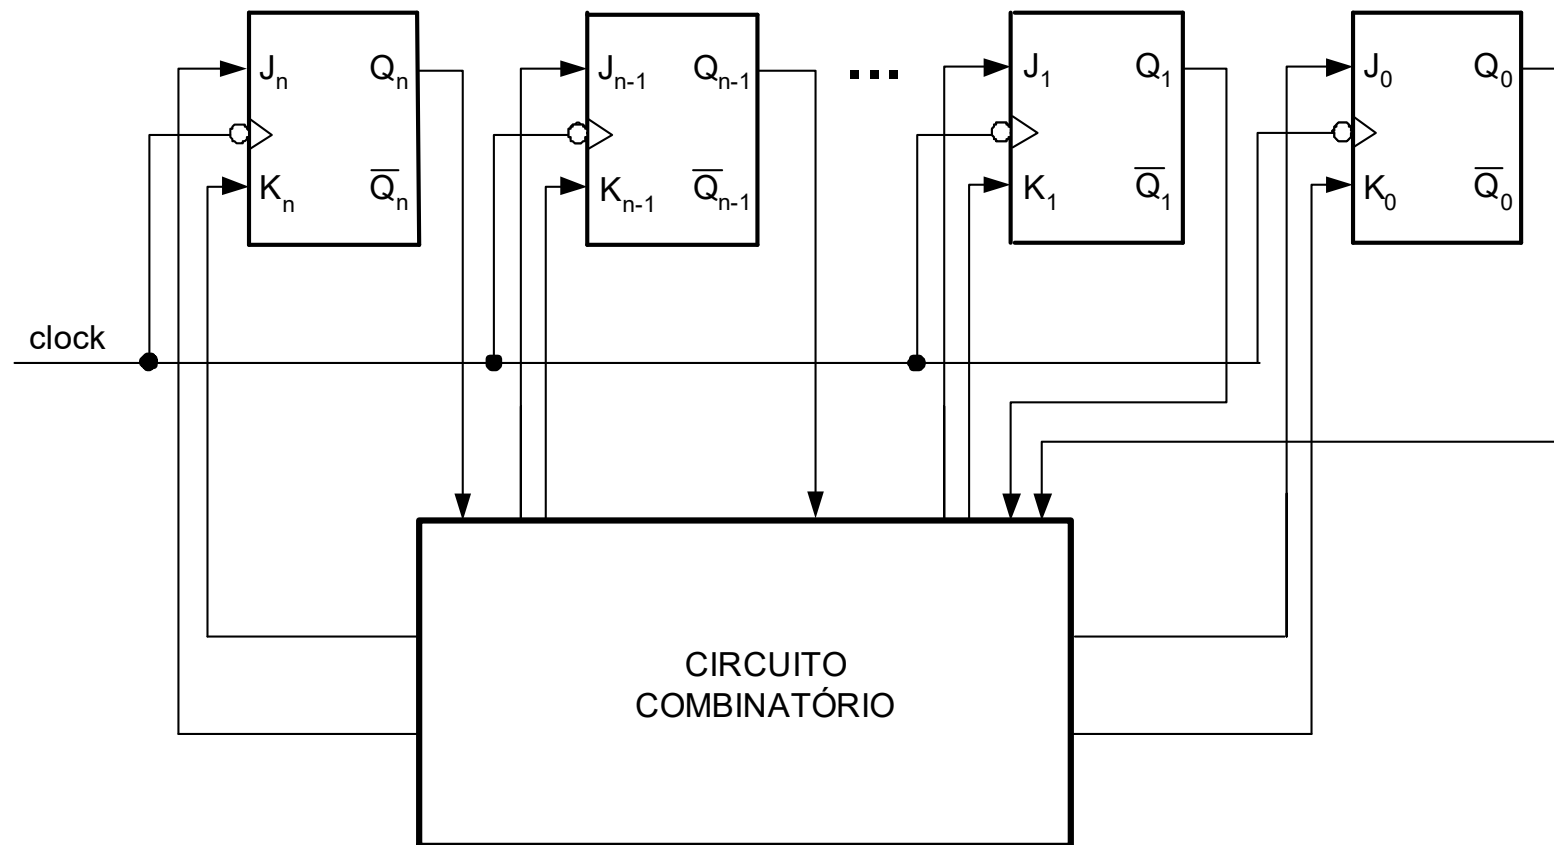 Jₙ Qₙ
Kₙ Q̅ₙ
Jₙ₋₁ Qₙ₋₁
Kₙ₋₁ Q̅ₙ₋₁
...
J₁ Q₁
K₁ Q̅₁
J₀ Q₀
K₀ Q̅₀
clock
CIRCUITO
COMBINATÓRIO